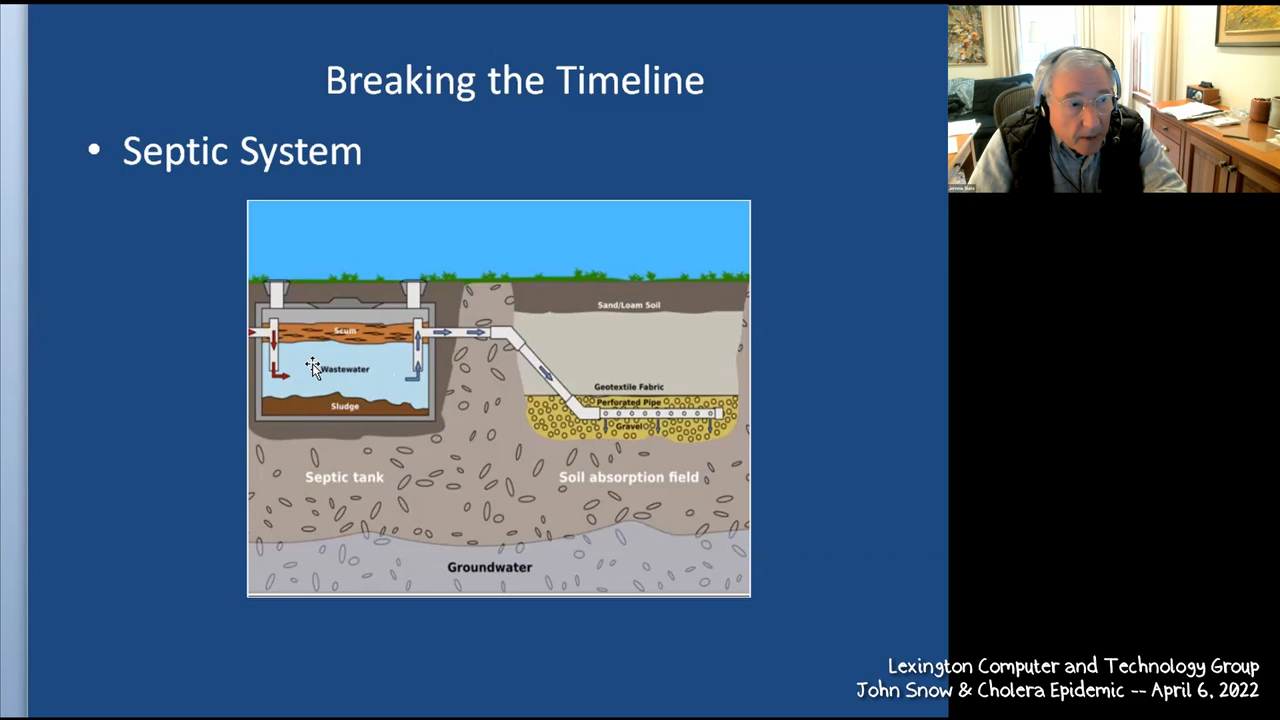 Breaking the Timeline
• Septic System
Sand/Loam Soil
Scum
Wastewater
Geotextile Fabric
Perforated Pipe
Sludge
Gravel
Septic tank
Soil absorption field
Groundwater
Lexington Computer and Technology Group
John Snow & Cholera Epidemic -- April 6, 2022